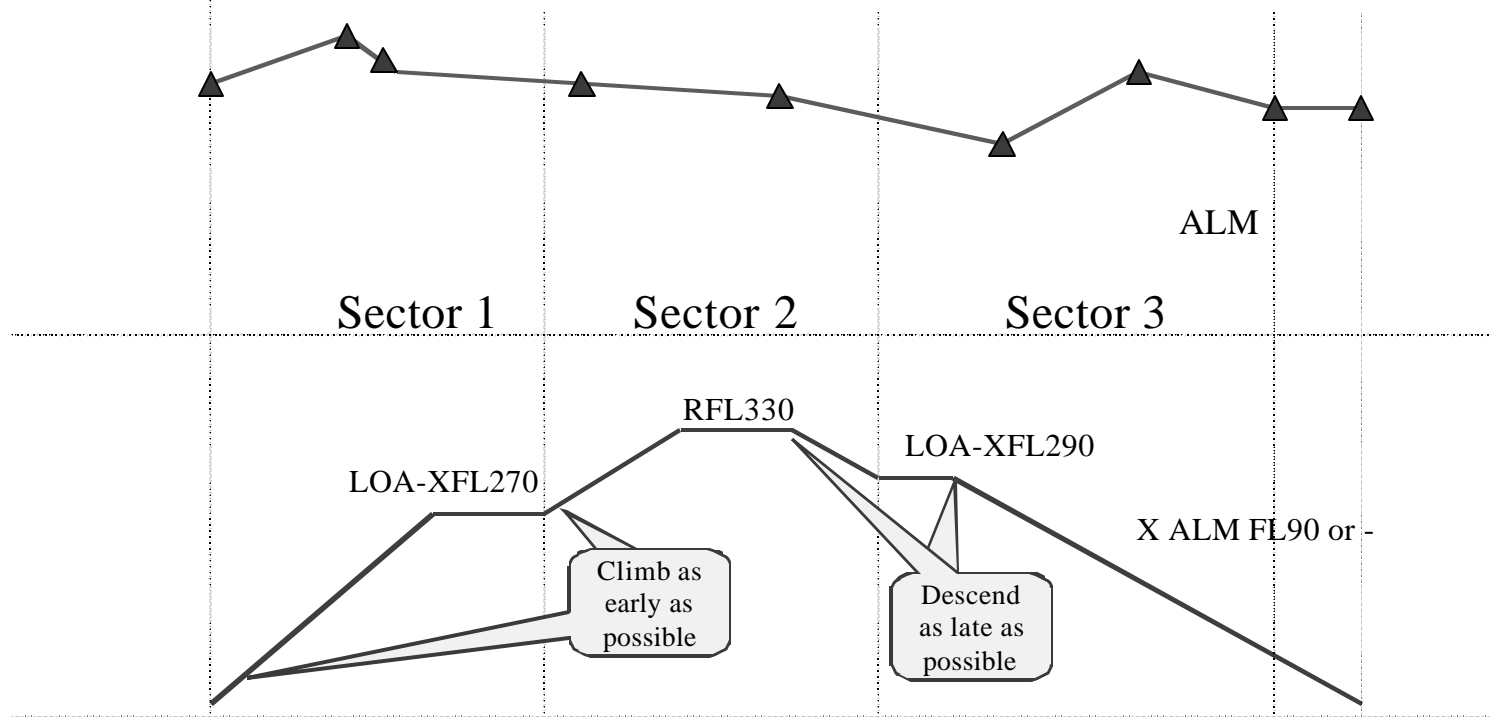 ALM
Sector 1
Sector 2
Sector 3
RFL330
LOA-XFL290
LOA-XFL270
X ALM FL90 or -
Climb as
early as
possible
Descend
as late as
possible